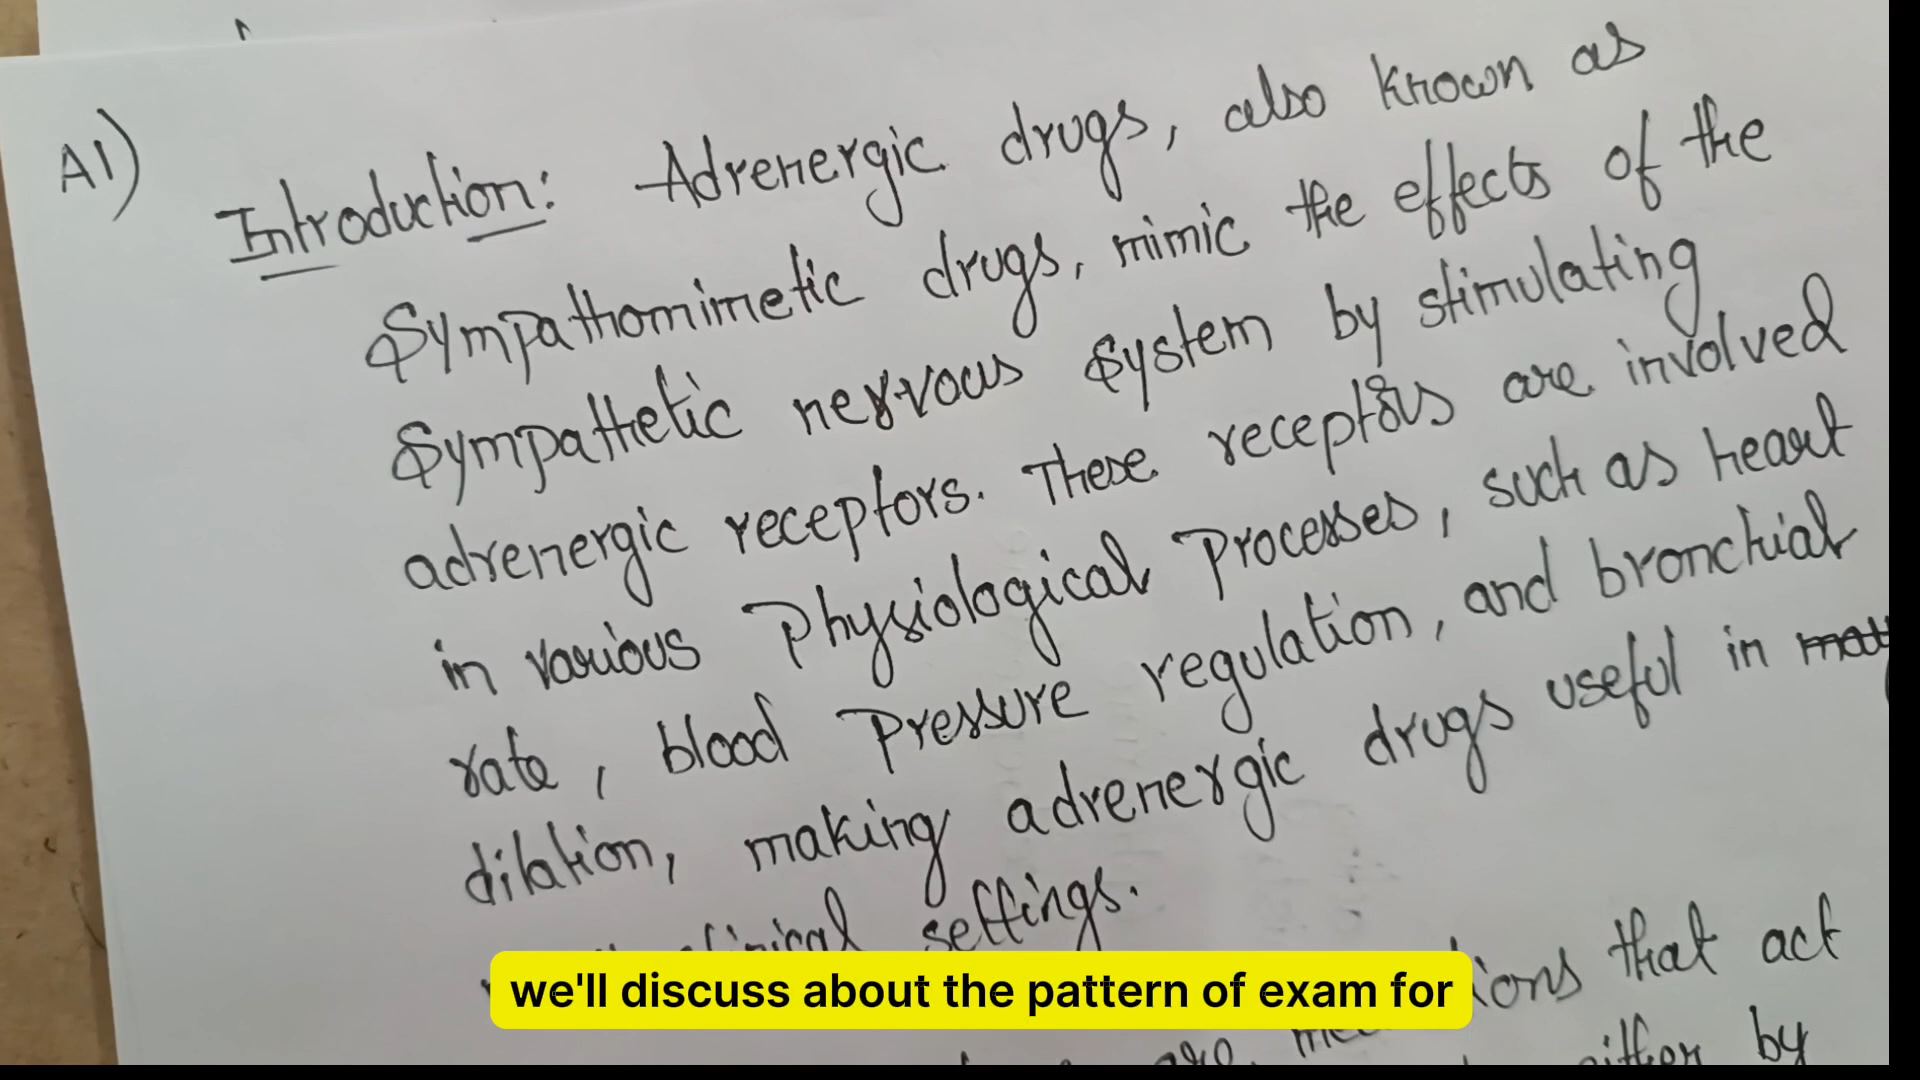 A1)
Introduction: Adrenergic drugs, also known as
Sympathomimetic drugs, mimic the effects of the
Sympathetic nervous system by stimulating
adrenergic receptors. These receptors are involved
in various Physiological Processes, such as heart
rate, blood Pressure regulation, and bronchial
dilation, making adrenergic drugs useful in
clinical settings.
that act
by
we'll discuss about the pattern of exam for